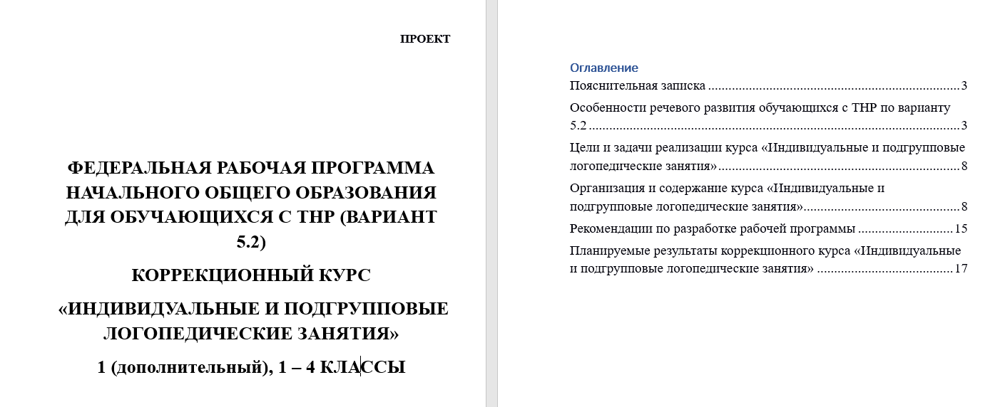 ПРОЕКТ
ФЕДЕРАЛЬНАЯ РАБОЧАЯ ПРОГРАММА
НАЧАЛЬНОГО ОБЩЕГО ОБРАЗОВАНИЯ
ДЛЯ ОБУЧАЮЩИХСЯ С ТНР (ВАРИАНТ
5.2)
КОРРЕКЦИОННЫЙ КУРС
«ИНДИВИДУАЛЬНЫЕ И ПОДГРУППОВЫЕ
ЛОГОПЕДИЧЕСКИЕ ЗАНЯТИЯ»
1 (дополнительный), 1 – 4 КЛАССЫ
Оглавление
Пояснительная записка ........................................................................... 3
Особенности речевого развития обучающихся с ТНР по варианту
5.2 ............................................................................................................... 3
Цели и задачи реализации курса «Индивидуальные и подгрупповые
логопедические занятия» ........................................................................ 8
Организация и содержание курса «Индивидуальные и
подгрупповые логопедические занятия» .............................................. 8
Рекомендации по разработке рабочей программы ............................ 15
Планируемые результаты коррекционного курса «Индивидуальные
и подгрупповые логопедические занятия» ......................................... 17